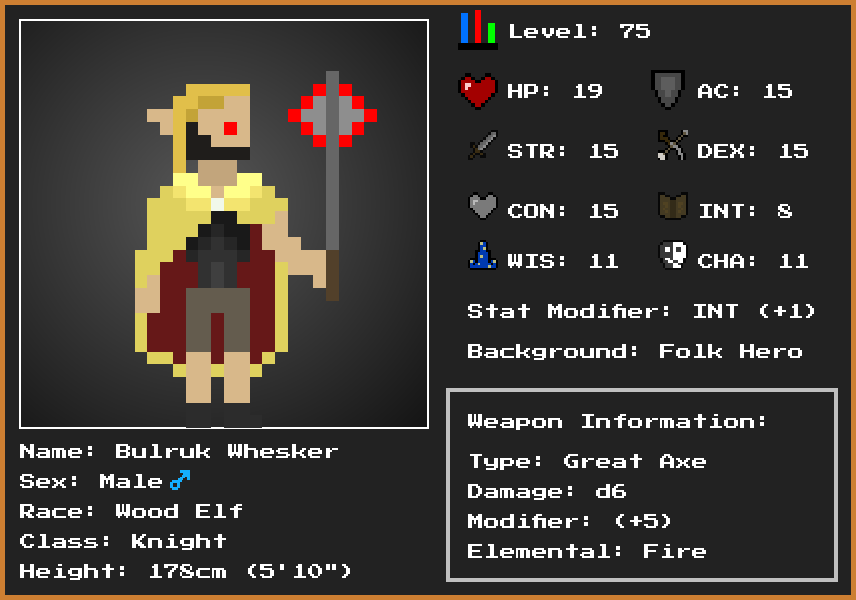 Level: 75
HP: 19
AC: 15
STR: 15
DEX: 15
CON: 15
INT: 8
WIS: 11
CHA: 11
Stat Modifier: INT (+1)
Background: Folk Hero
Weapon Information:
Type: Great Axe
Damage: d6
Modifier: (+5)
Elemental: Fire
Name: Bulruk Whesker
Sex: Male♂
Race: Wood Elf
Class: Knight
Height: 178cm (5'10")